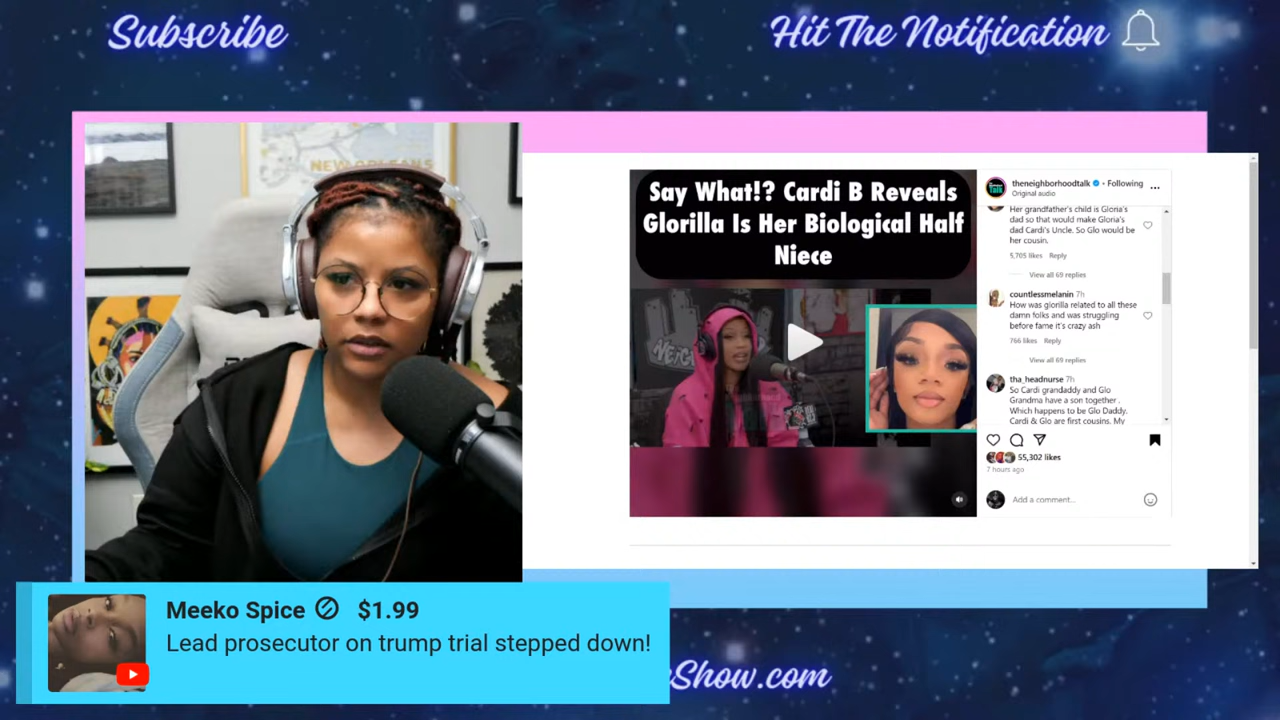 Subscribe
Hit The Notification
NEW ORLEANS
Say What!? Cardi B Reveals
Glorilla Is Her Biological Half
Niece
theneighborhoodtalk • Following
Original audio
Her grandfather's child is Gloria's
dad so that would make Gloria's
dad Cardi's Uncle. So Glo would be
her cousin.
5,705 likes Reply
View all 69 replies
countlessmelanin 7h
How was glorilla related to all these
damn folks and was struggling
before fame it's crazy ash
766 likes Reply
View all 69 replies
tha_headnurse 7h
So Cardi grandaddy and Glo
Grandma have a son together .
Which happens to be Glo Daddy.
Cardi & Glo are first cousins. My
55,302 likes
7 hours ago
Add a comment...
Meeko Spice $1.99
Lead prosecutor on trump trial stepped down!
Show.com